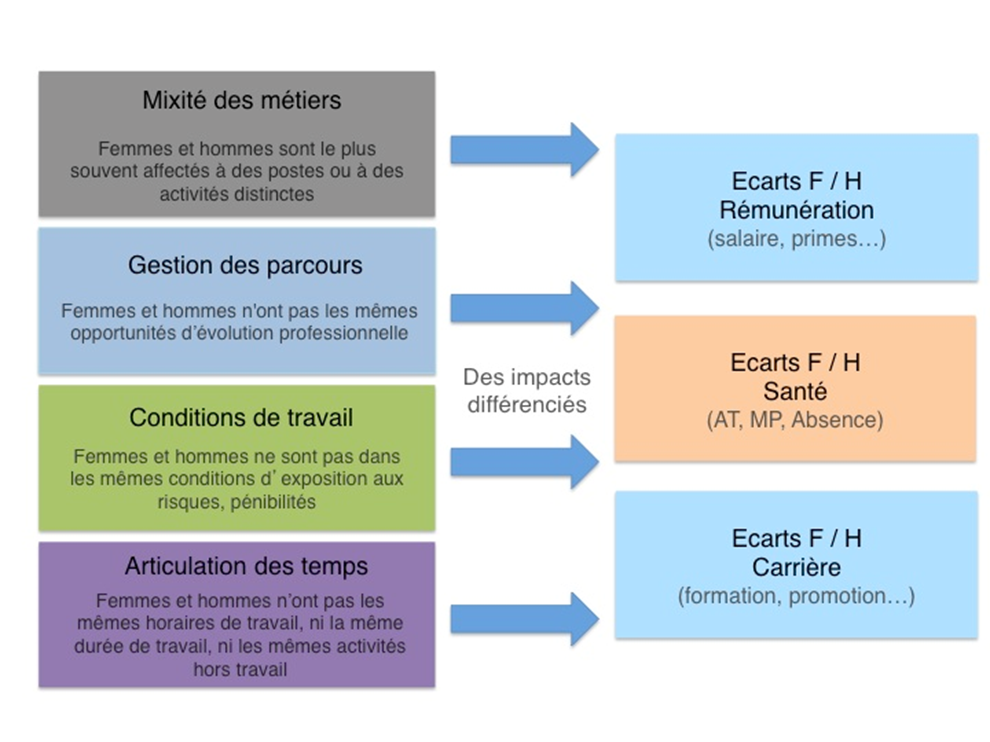 Mixité des métiers
Femmes et hommes sont le plus
souvent affectés à des postes ou à des
activités distinctes
Gestion des parcours
Femmes et hommes n'ont pas les mêmes
opportunités d’évolution professionnelle
Conditions de travail
Femmes et hommes ne sont pas dans
les mêmes conditions d’ exposition aux
risques, pénibilités
Articulation des temps
Femmes et hommes n’ont pas les
mêmes horaires de travail, ni la même
durée de travail, ni les mêmes activités
hors travail
Des impacts
différenciés
Ecarts F / H
Rémunération
(salaire, primes…)
Ecarts F / H
Santé
(AT, MP, Absence)
Ecarts F / H
Carrière
(formation, promotion…)